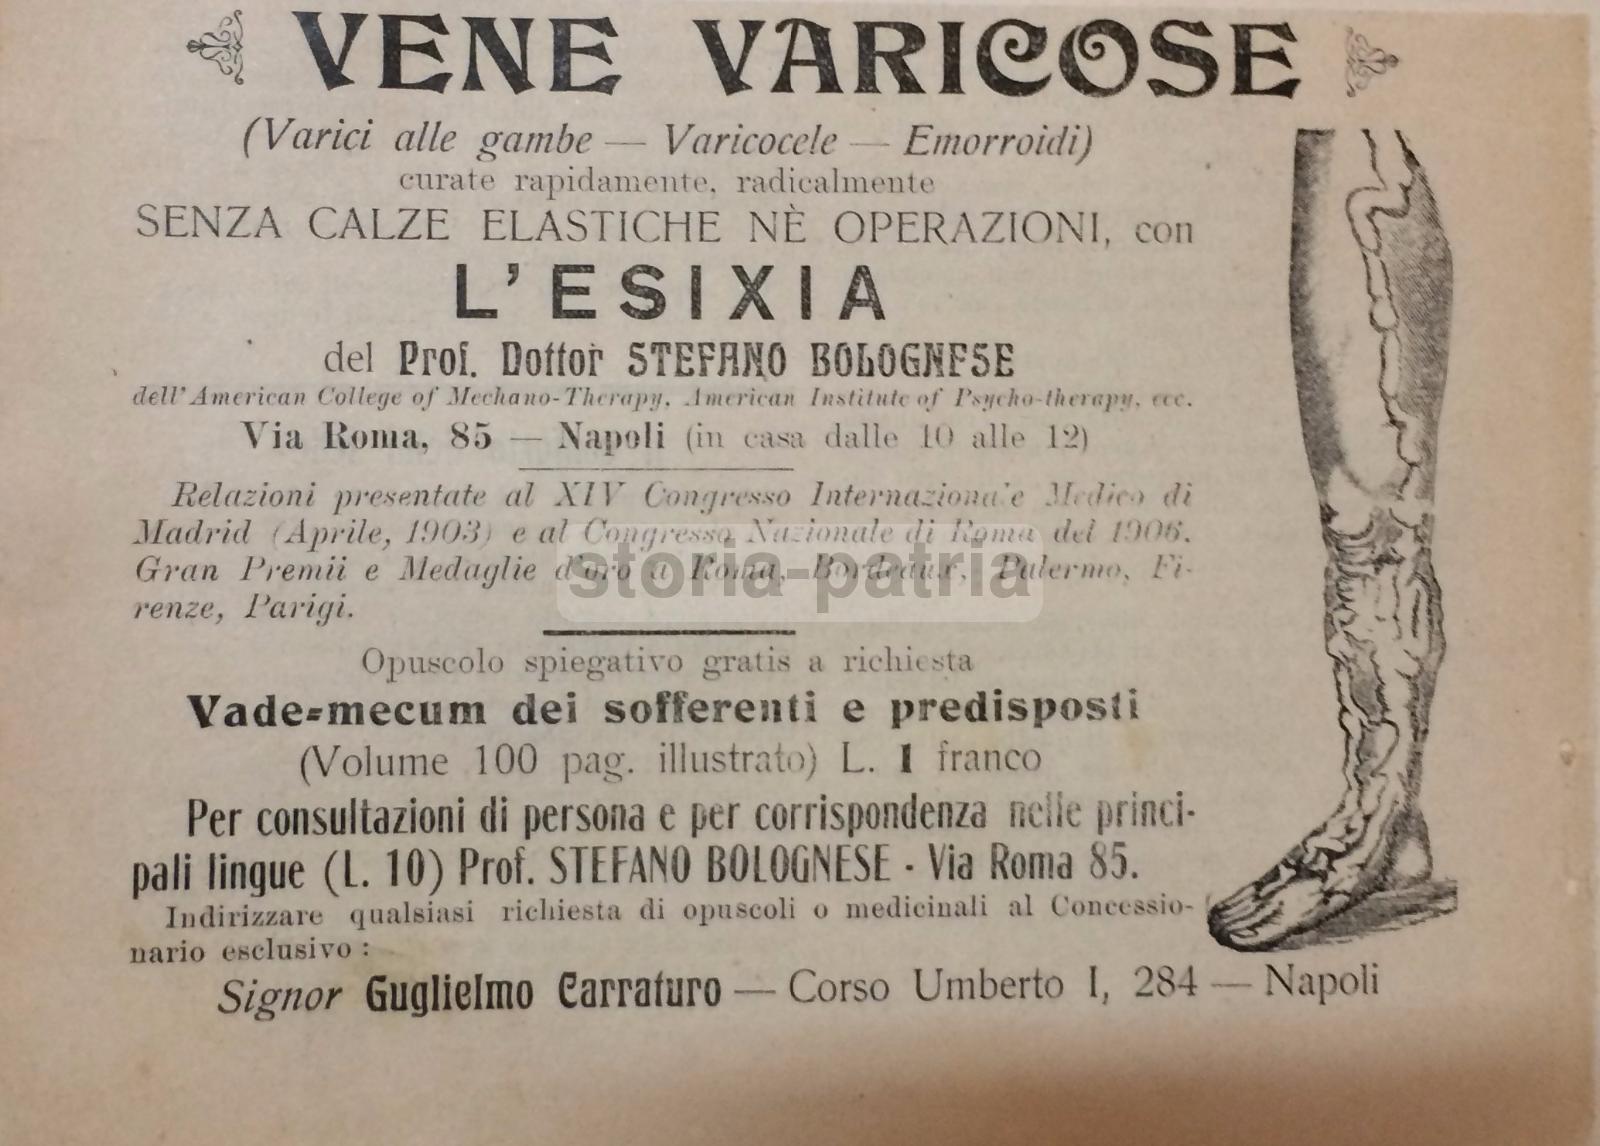 VENE VARICOSE
(Varici alle gambe — Varicocele — Emorroidi)
curate rapidamente, radicalmente
SENZA CALZE ELASTICHE NÈ OPERAZIONI, con
L'ESIXIA
del Prof. Dottor STEFANO BOLOGNESE
dell'American College of Mechano-Therapy, American Institute of Psycho-therapy, ecc.
Via Roma, 85 — Napoli (in casa dalle 10 alle 12)
Relazioni presentate al XIV Congresso Internazionale Medico di
Madrid (Aprile, 1903) e al Congresso Nazionale di Roma del 1906.
Gran Premii e Medaglie d'oro a Roma, Bordeaux, Palermo, Fi-
renze, Parigi.
storia-patria
Opuscolo spiegativo gratis a richiesta
Vade-mecum dei sofferenti e predisposti
(Volume 100 pag. illustrato) L. 1 franco
Per consultazioni di persona e per corrispondenza nelle princi-
pali lingue (L. 10) Prof. STEFANO BOLOGNESE - Via Roma 85.
Indirizzare qualsiasi richiesta di opuscoli o medicinali al Concessio-
nario esclusivo :
Signor Guglielmo Carraturo — Corso Umberto I, 284 — Napoli